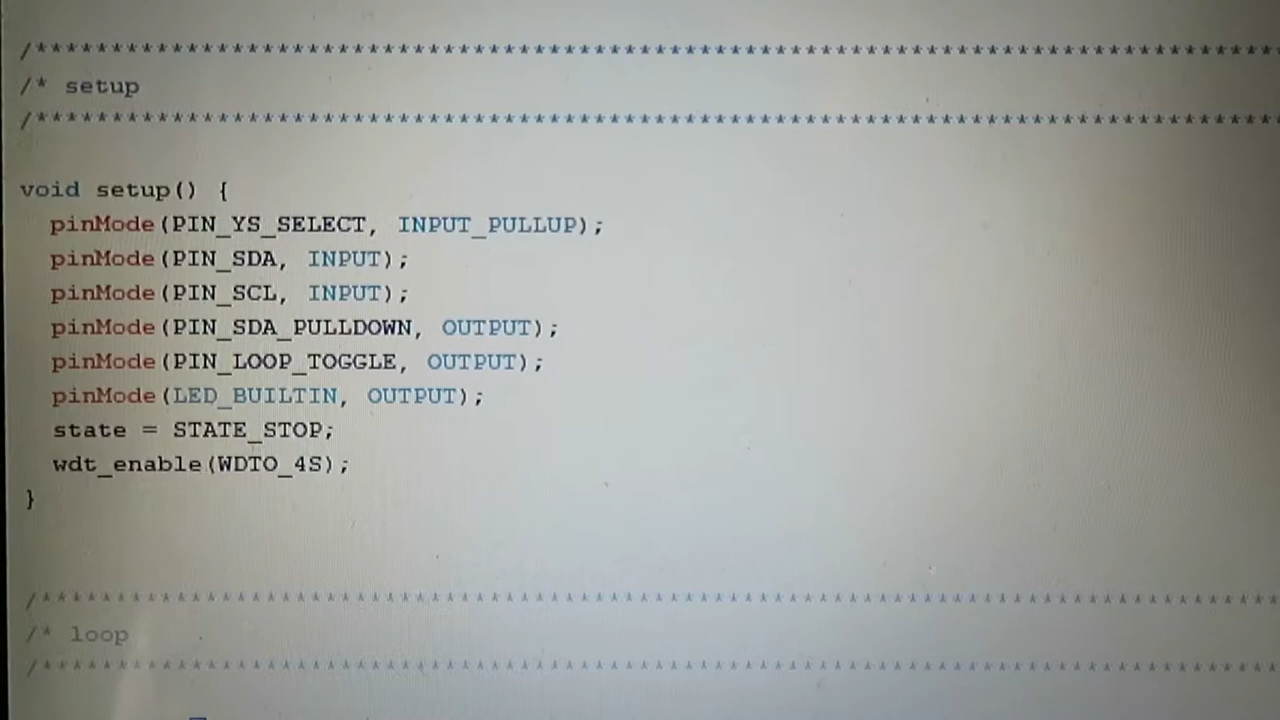 /***********************************************************************************
/* setup
/***********************************************************************************
void setup() {
  pinMode(PIN_YS_SELECT, INPUT_PULLUP);
  pinMode(PIN_SDA, INPUT);
  pinMode(PIN_SCL, INPUT);
  pinMode(PIN_SDA_PULLDOWN, OUTPUT);
  pinMode(PIN_LOOP_TOGGLE, OUTPUT);
  pinMode(LED_BUILTIN, OUTPUT);
  state = STATE_STOP;
  wdt_enable(WDTO_4S);
}
/***********************************************************************************
/* loop
/***********************************************************************************